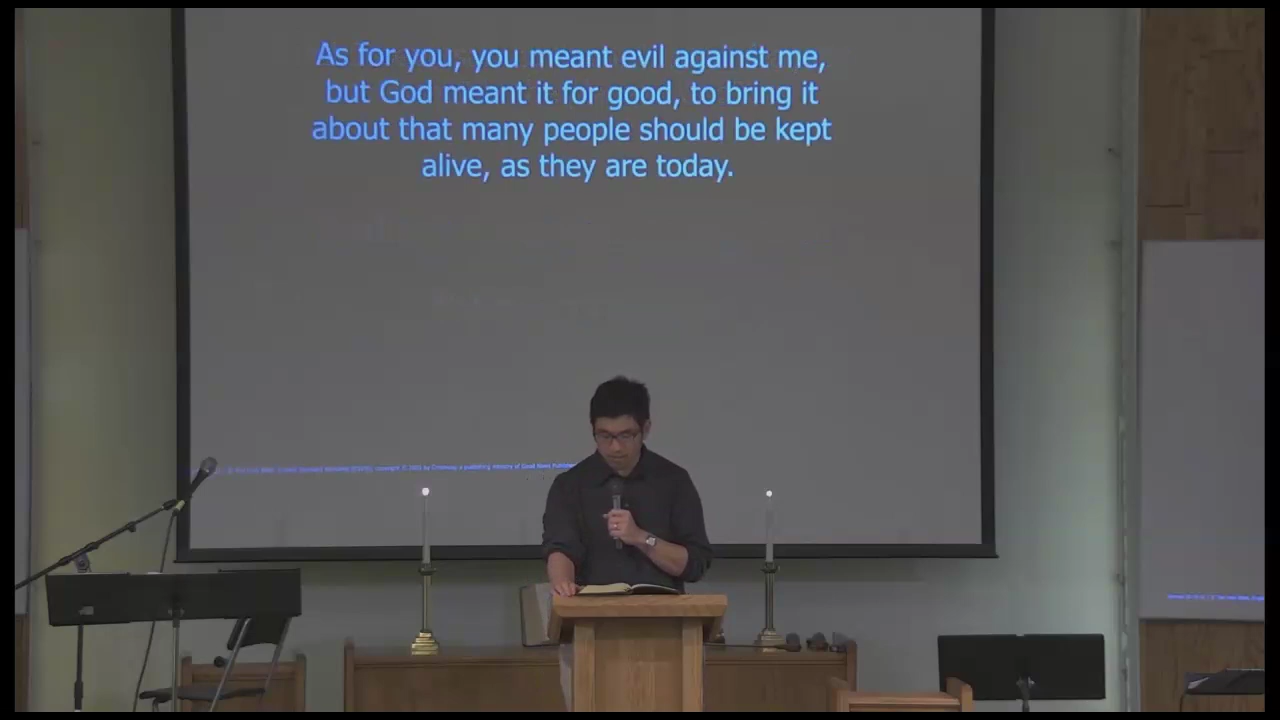 As for you, you meant evil against me,
but God meant it for good, to bring it
about that many people should be kept
alive, as they are today.